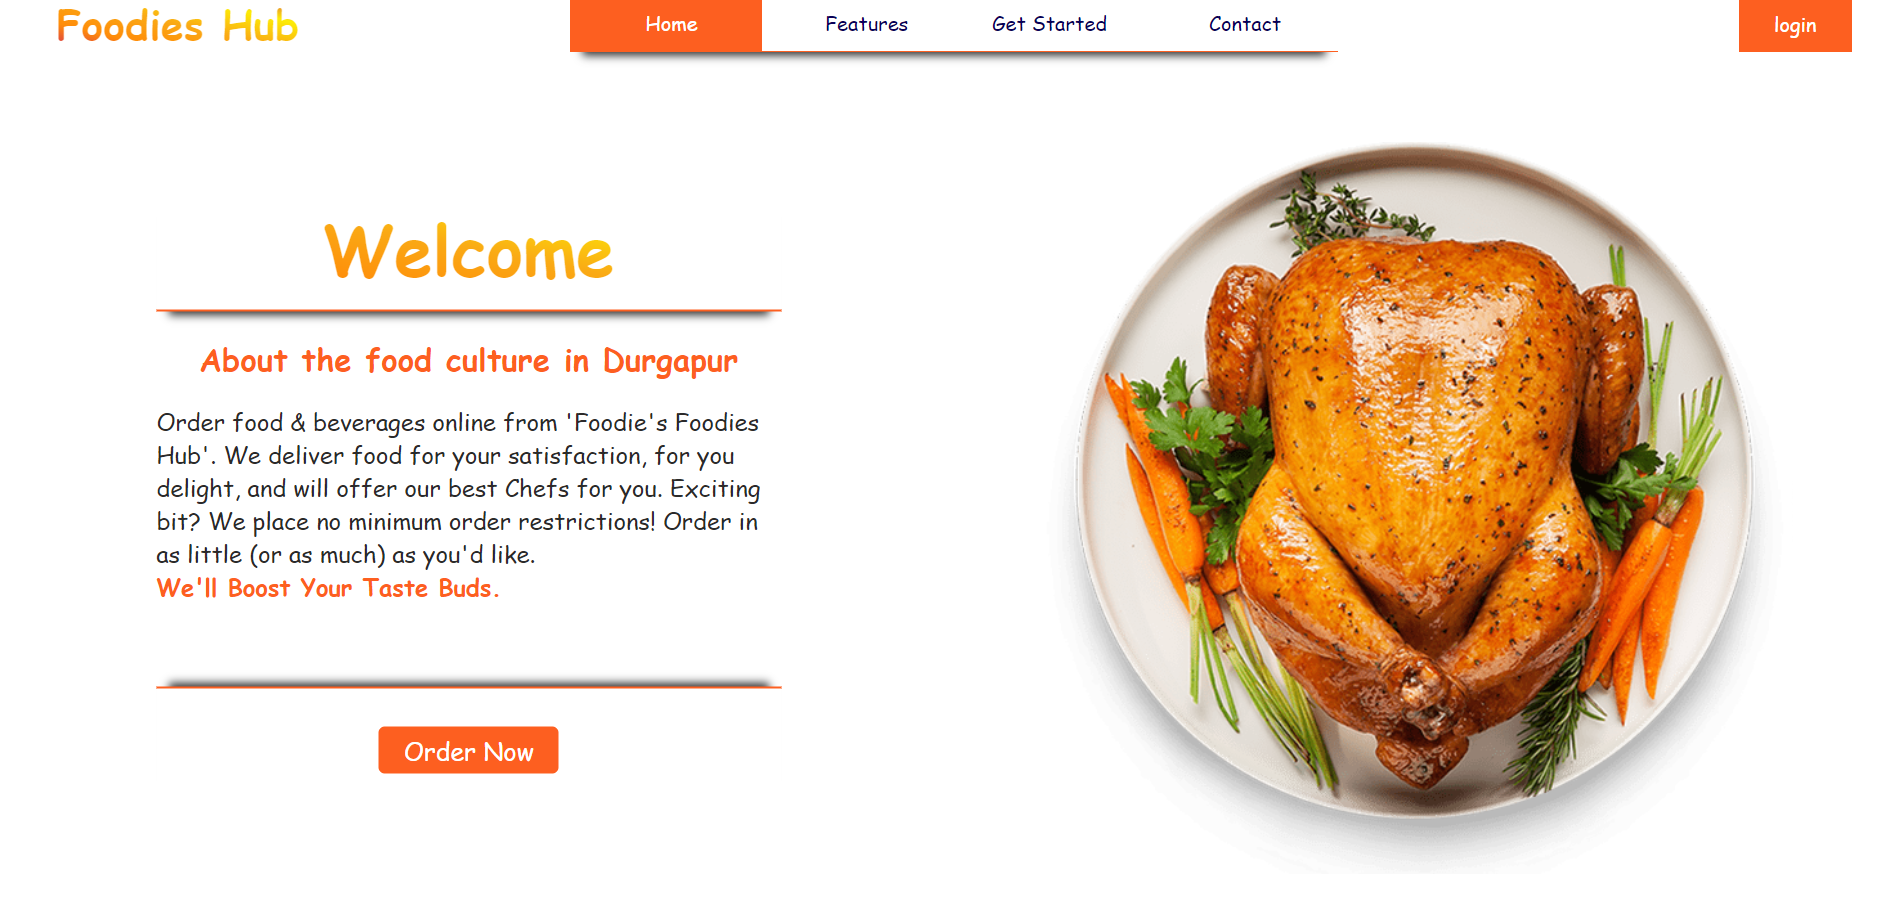 Foodies Hub
Home
Features
Get Started
Contact
login
Welcome
About the food culture in Durgapur
Order food & beverages online from 'Foodie's Foodies
Hub'. We deliver food for your satisfaction, for you
delight, and will offer our best Chefs for you. Exciting
bit? We place no minimum order restrictions! Order in
as little (or as much) as you'd like.
We'll Boost Your Taste Buds.
Order Now